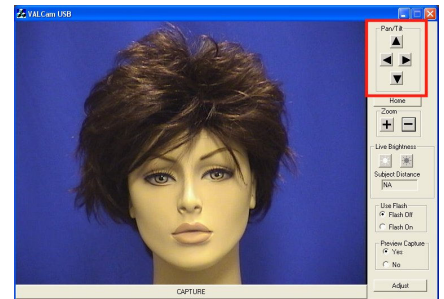 VALCam USB
Pan/Tilt
Home
Zoom
Live Brightness
Subject Distance
NA
Use Flash
Flash Off
Flash On
Preview Capture
Yes
No
Adjust
CAPTURE